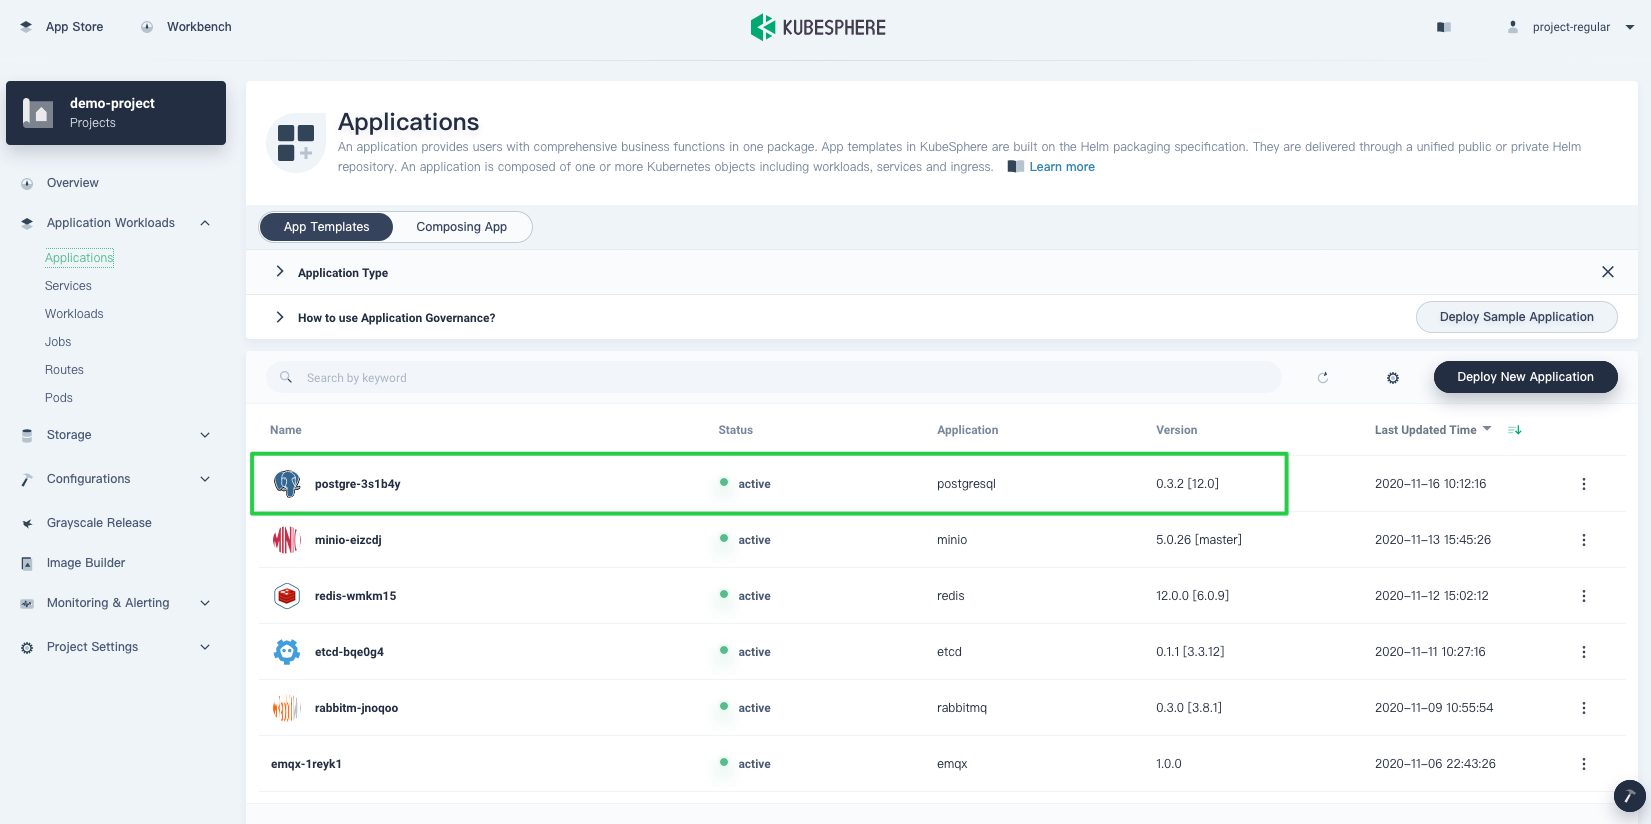 App Store
Workbench
KUBESPHERE
project-regular
demo-project
Projects
Overview
Application Workloads
Applications
Services
Workloads
Jobs
Routes
Pods
Storage
Configurations
Grayscale Release
Image Builder
Monitoring & Alerting
Project Settings
Applications
An application provides users with comprehensive business functions in one package. App templates in KubeSphere are built on the Helm packaging specification. They are delivered through a unified public or private Helm
repository. An application is composed of one or more Kubernetes objects including workloads, services and ingress. Learn more
App Templates
Composing App
Application Type
How to use Application Governance?
Deploy Sample Application
Search by keyword
Deploy New Application
Name Status Application Version Last Updated Time
postgre-3s1b4y active postgresql 0.3.2 [12.0] 2020-11-16 10:12:16
minio-eizcdj active minio 5.0.26 [master] 2020-11-13 15:45:26
redis-wmkm15 active redis 12.0.0 [6.0.9] 2020-11-12 15:02:12
etcd-bqe0g4 active etcd 0.1.1 [3.3.12] 2020-11-11 10:27:16
rabbitm-jnoqoo active rabbitmq 0.3.0 [3.8.1] 2020-11-09 10:55:54
emqx-1reyk1 active emqx 1.0.0 2020-11-06 22:43:26